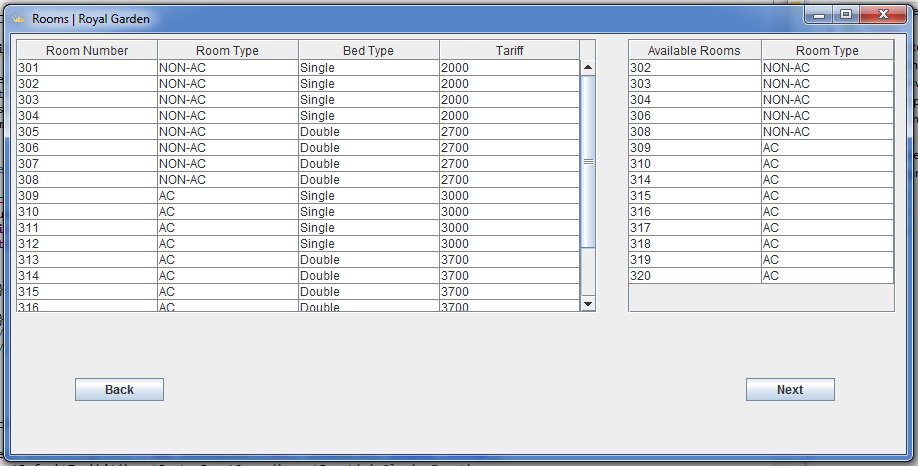 Rooms | Royal Garden
Room Number Room Type Bed Type Tariff
301 NON-AC Single 2000
302 NON-AC Single 2000
303 NON-AC Single 2000
304 NON-AC Single 2000
305 NON-AC Double 2700
306 NON-AC Double 2700
307 NON-AC Double 2700
308 NON-AC Double 2700
309 AC Single 3000
310 AC Single 3000
311 AC Single 3000
312 AC Single 3000
313 AC Double 3700
314 AC Double 3700
315 AC Double 3700
316 AC Double 3700
Available Rooms Room Type
302 NON-AC
303 NON-AC
304 NON-AC
306 NON-AC
308 NON-AC
309 AC
310 AC
314 AC
315 AC
316 AC
317 AC
318 AC
319 AC
320 AC
Back Next